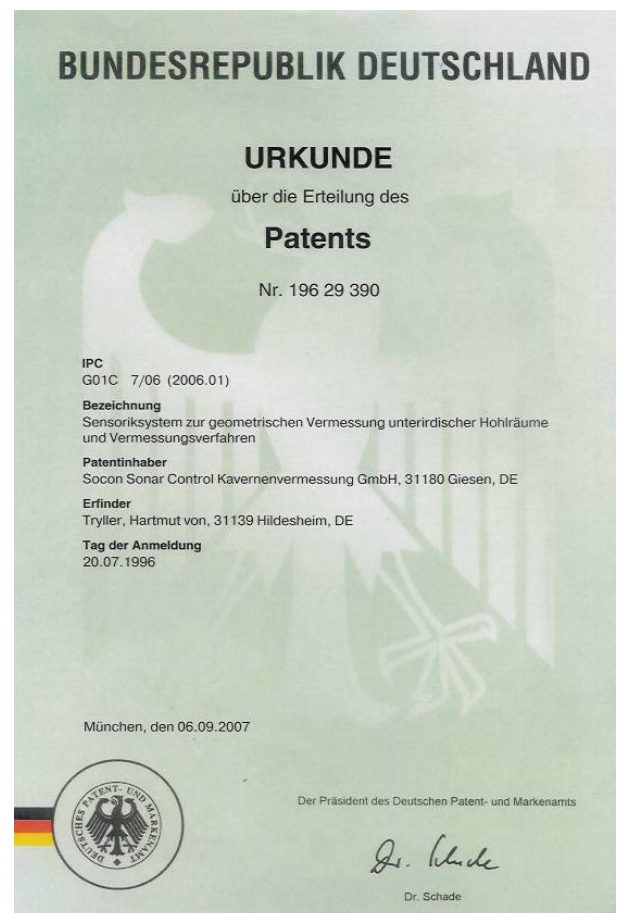 BUNDESREPUBLIK DEUTSCHLAND
URKUNDE
über die Erteilung des
Patents
Nr. 196 29 390
IPC
G01C 7/06 (2006.01)
Bezeichnung
Sensoriksystem zur geometrischen Vermessung unterirdischer Hohlräume
und Vermessungsverfahren
Patentinhaber
Socon Sonar Control Kavernenvermessung GmbH, 31180 Giesen, DE
Erfinder
Tryller, Hartmut von, 31139 Hildesheim, DE
Tag der Anmeldung
20.07.1996
München, den 06.09.2007
DEUTSCHES PATENT- UND MARKENAMT
Der Präsident des Deutschen Patent- und Markenamts
Dr. Schade
Dr. Schade